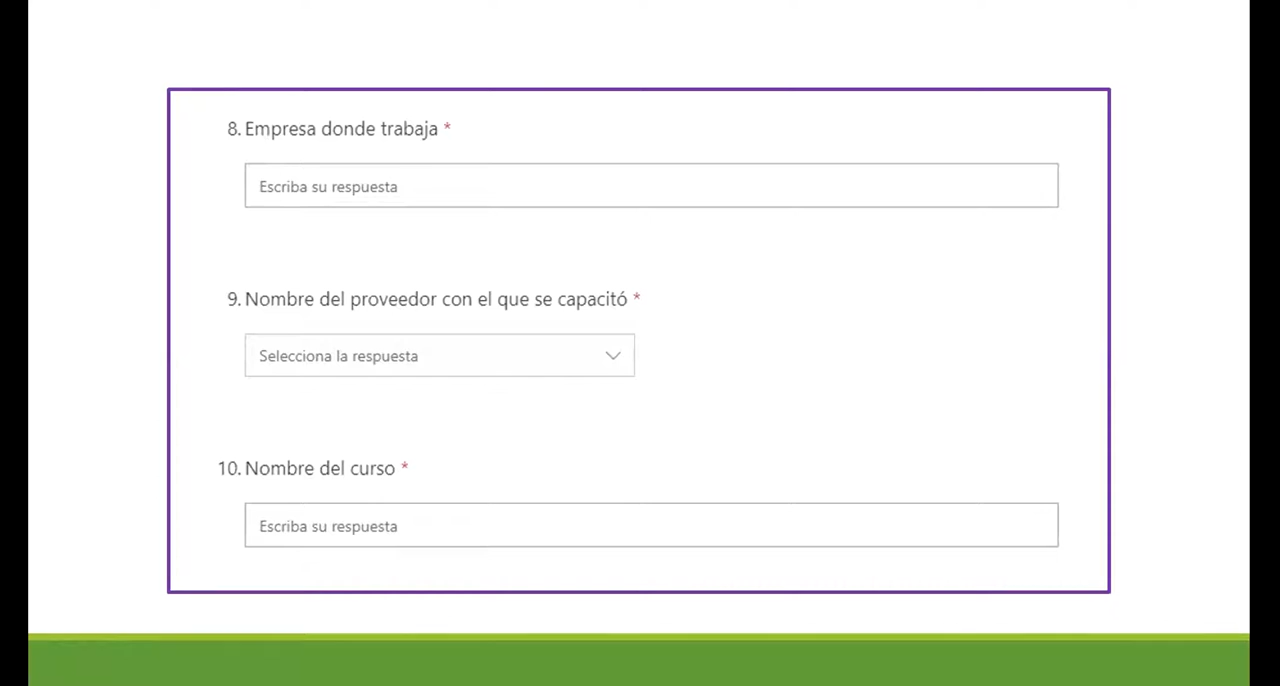 8. Empresa donde trabaja *
Escriba su respuesta
9. Nombre del proveedor con el que se capacitó *
Selecciona la respuesta
10. Nombre del curso *
Escriba su respuesta